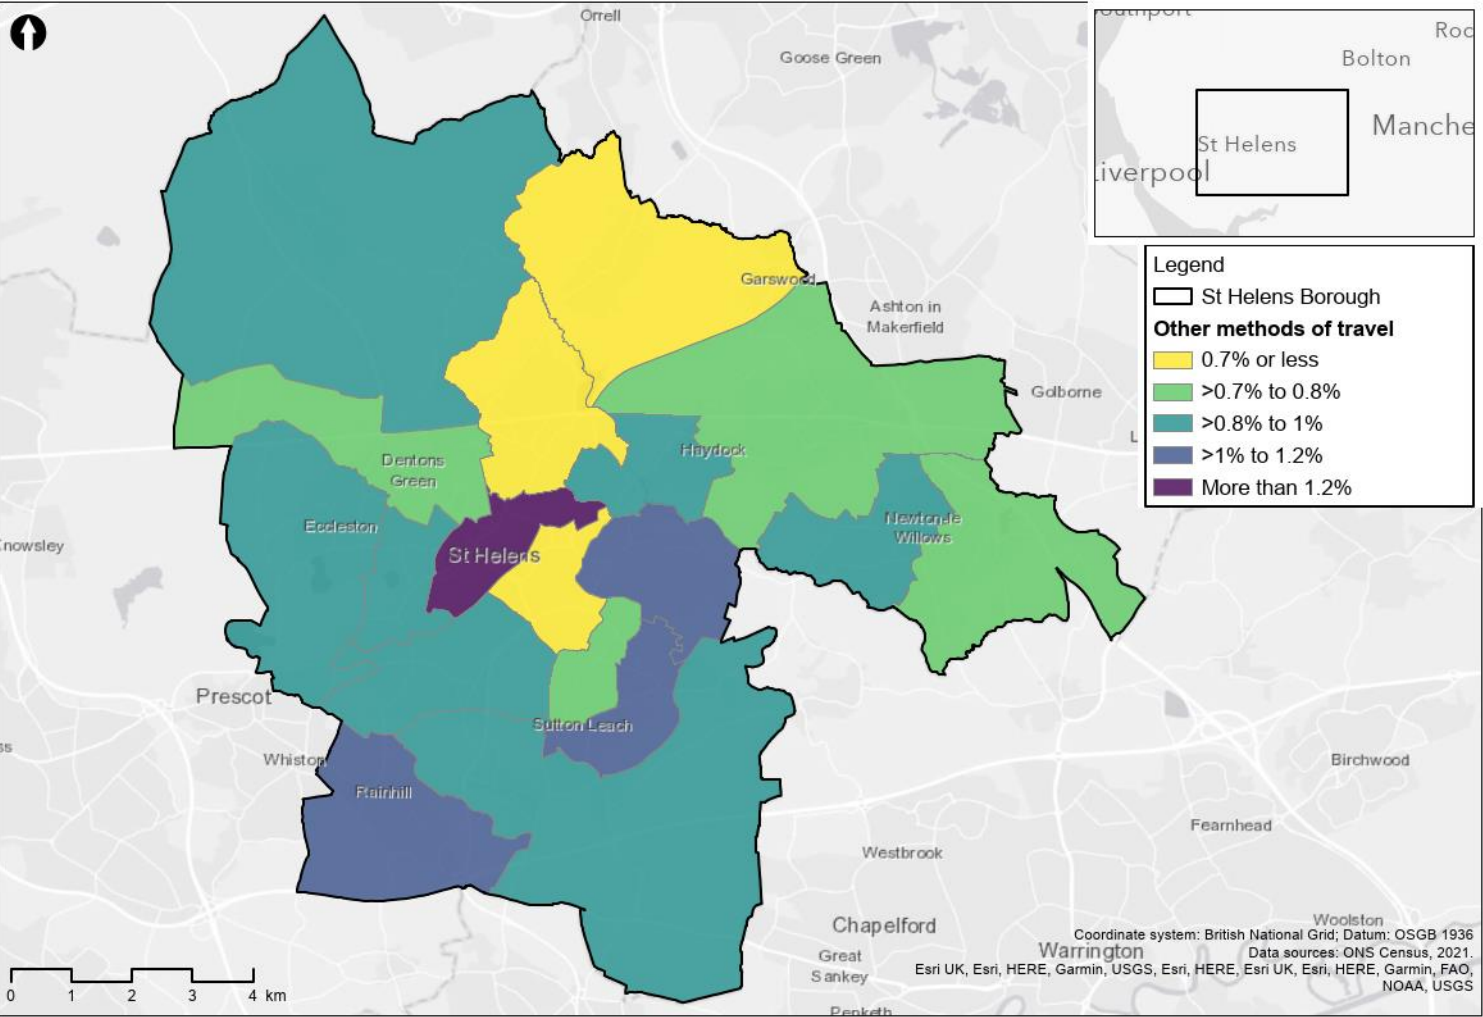 Orrell
Goose Green
Garswood
Ashton in
Makerfield
Golborne
Haydock
Dentons
Green
Eccleston
St Helens
Newton-le
Willows
Prescot
Sutton Leach
Whiston
Rainhill
Birchwood
Fearnhead
Westbrook
Chapelford
Great
Sankey
Warrington
Woolston
Penketh
Knowsley
Bolton
St Helens
Liverpool
Legend
St Helens Borough
Other methods of travel
0.7% or less
>0.7% to 0.8%
>0.8% to 1%
>1% to 1.2%
More than 1.2%
0 1 2 3 4 km
Coordinate system: British National Grid; Datum: OSGB 1936
Data sources: ONS Census, 2021.
Esri UK, Esri, HERE, Garmin, USGS, Esri, HERE, Esri UK, Esri, HERE, Garmin, FAO,
NOAA, USGS